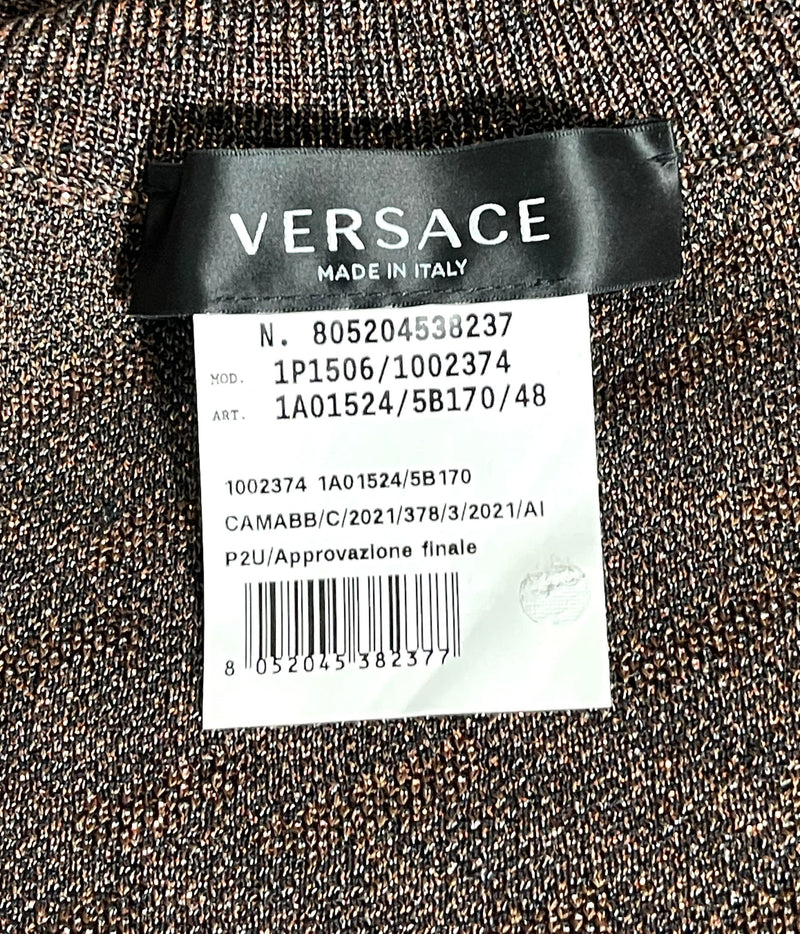 VERSACE
MADE IN ITALY
N. 805204538237
MOD. 1P1506/1002374
ART. 1A01524/5B170/48
1002374 1A01524/5B170
CAMABB/C/2021/378/3/2021/AI
P2U/Approvazione finale
8 052045 382377